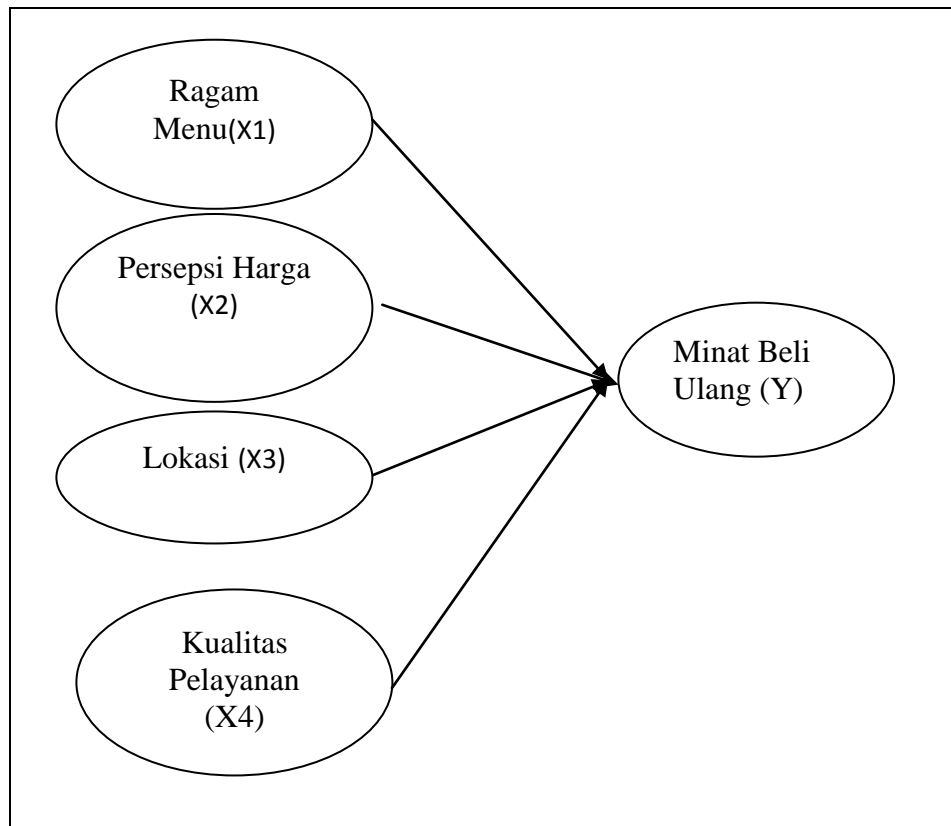 Ragam
Menu(X1)
Persepsi Harga
(X2)
Lokasi (X3)
Kualitas
Pelayanan
(X4)
Minat Beli
Ulang (Y)